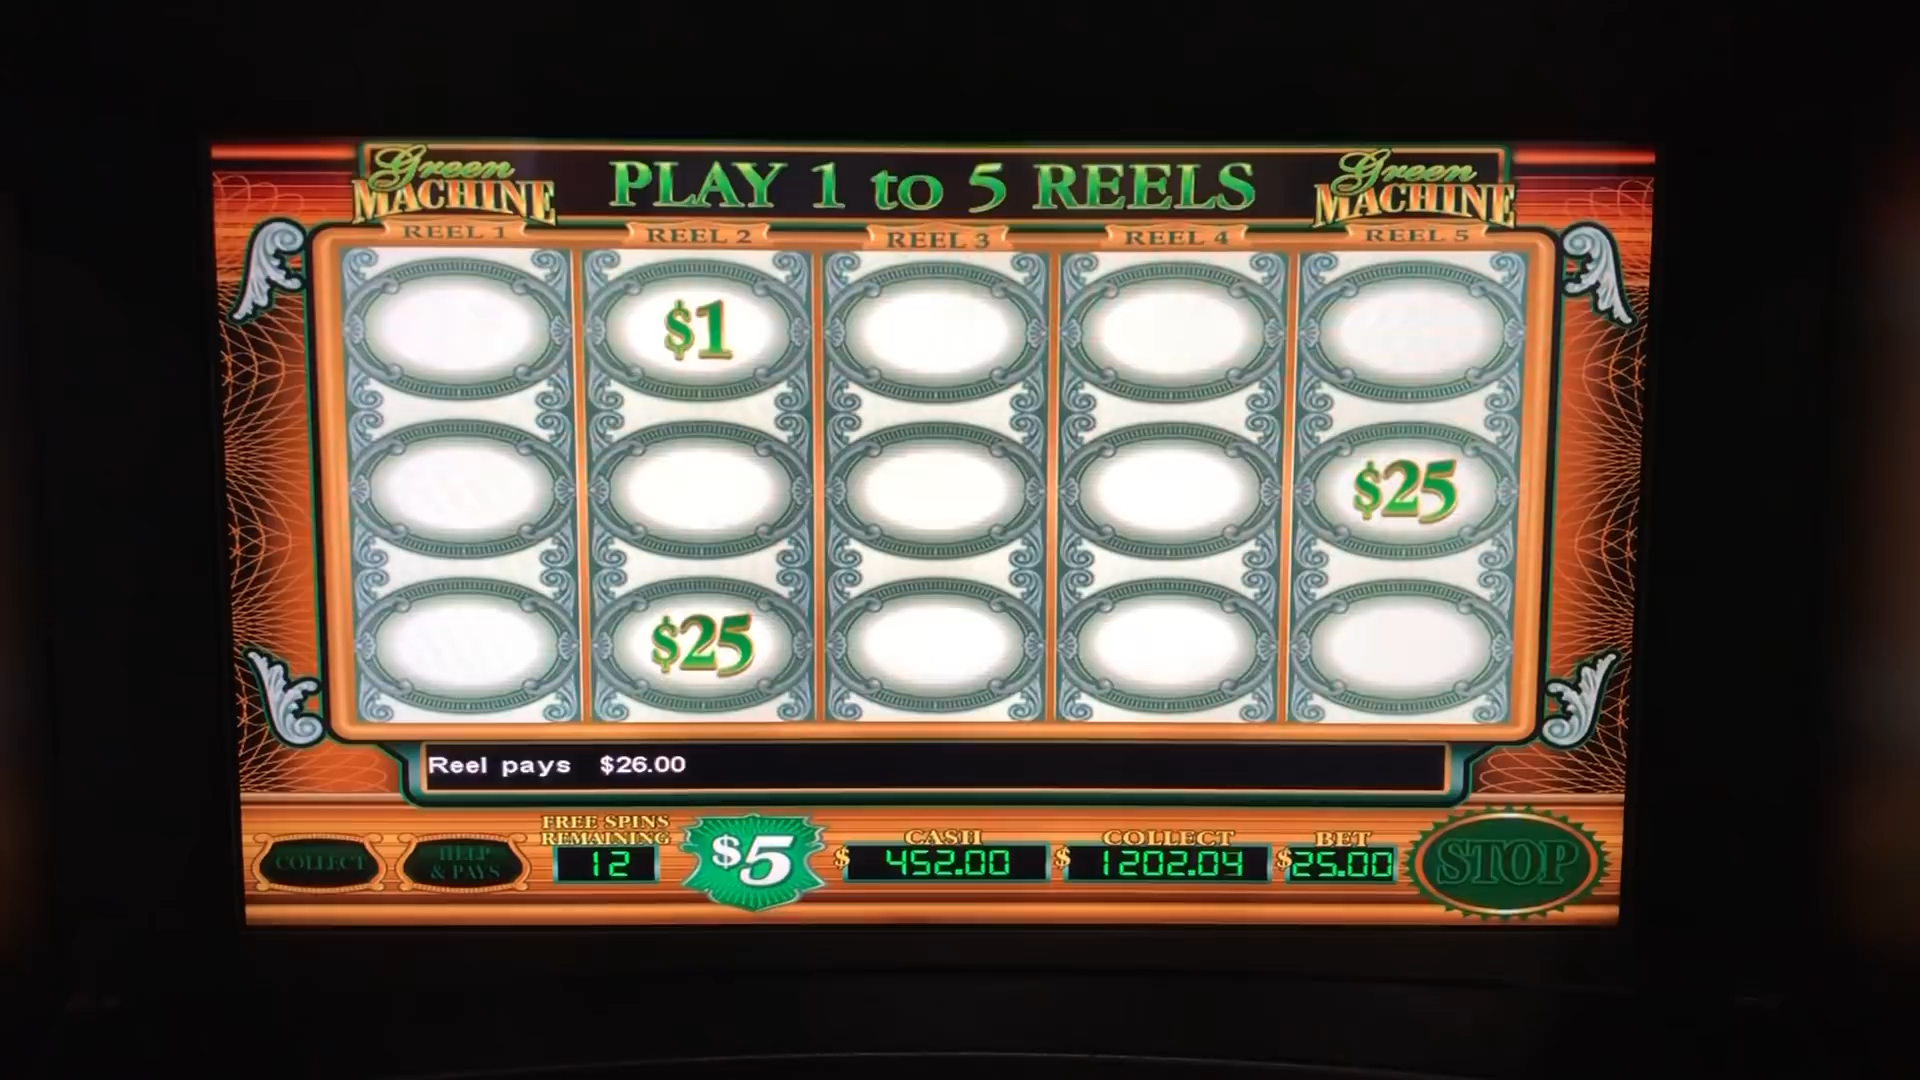 Green
MACHINE
PLAY 1 to 5 REELS
Green
MACHINE
REEL 1
REEL 2
REEL 3
REEL 4
REEL 5
$1
$25
$25
Reel pays $26.00
COLLECT
HELP
& PAYS
FREE SPINS
REMAINING
12
$5
CASH
$ 452.00
COLLECT
$ 1202.09
BET
$25.00
STOP